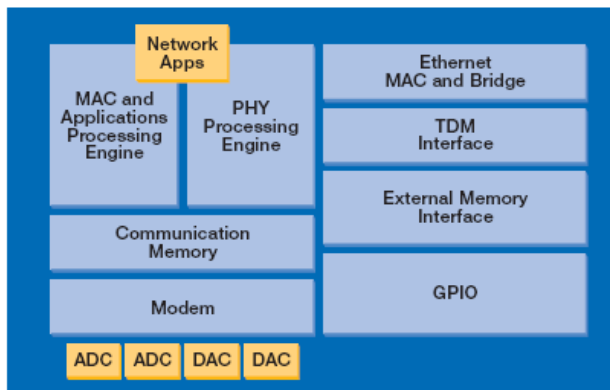 Network
Apps
MAC and
Applications
Processing
Engine
PHY
Processing
Engine
Communication
Memory
Modem
ADC
ADC
DAC
DAC
Ethernet
MAC and Bridge
TDM
Interface
External Memory
Interface
GPIO